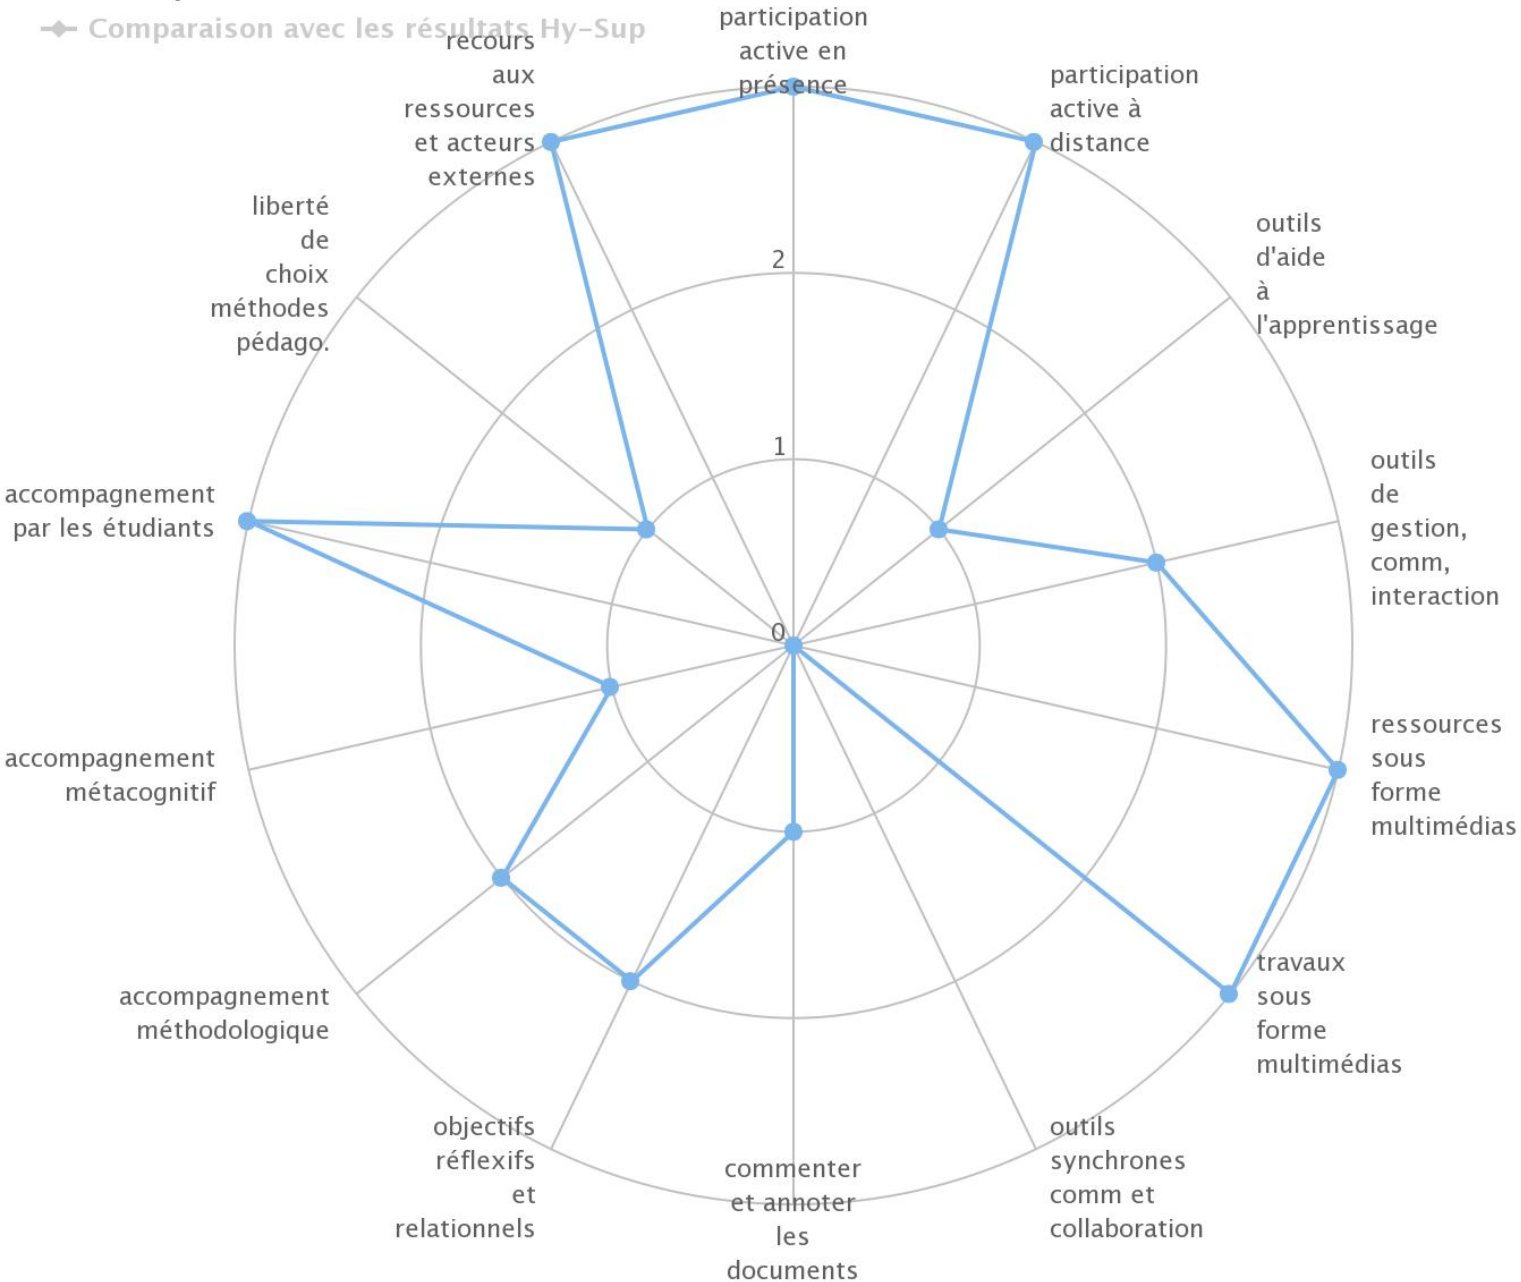 Comparaison avec les résultats Hy-Sup
participation
active en
présence
participation
active à
distance
outils
d'aide
à
l'apprentissage
outils
de
gestion,
comm,
interaction
ressources
sous
forme
multimédias
travaux
sous
forme
multimédias
outils
synchrones
comm et
collaboration
commenter
et annoter
les
documents
objectifs
réflexifs
et
relationnels
accompagnement
méthodologique
accompagnement
métacognitif
accompagnement
par les étudiants
liberté
de
choix
méthodes
pédago.
recours
aux
ressources
et acteurs
externes
2
1
0